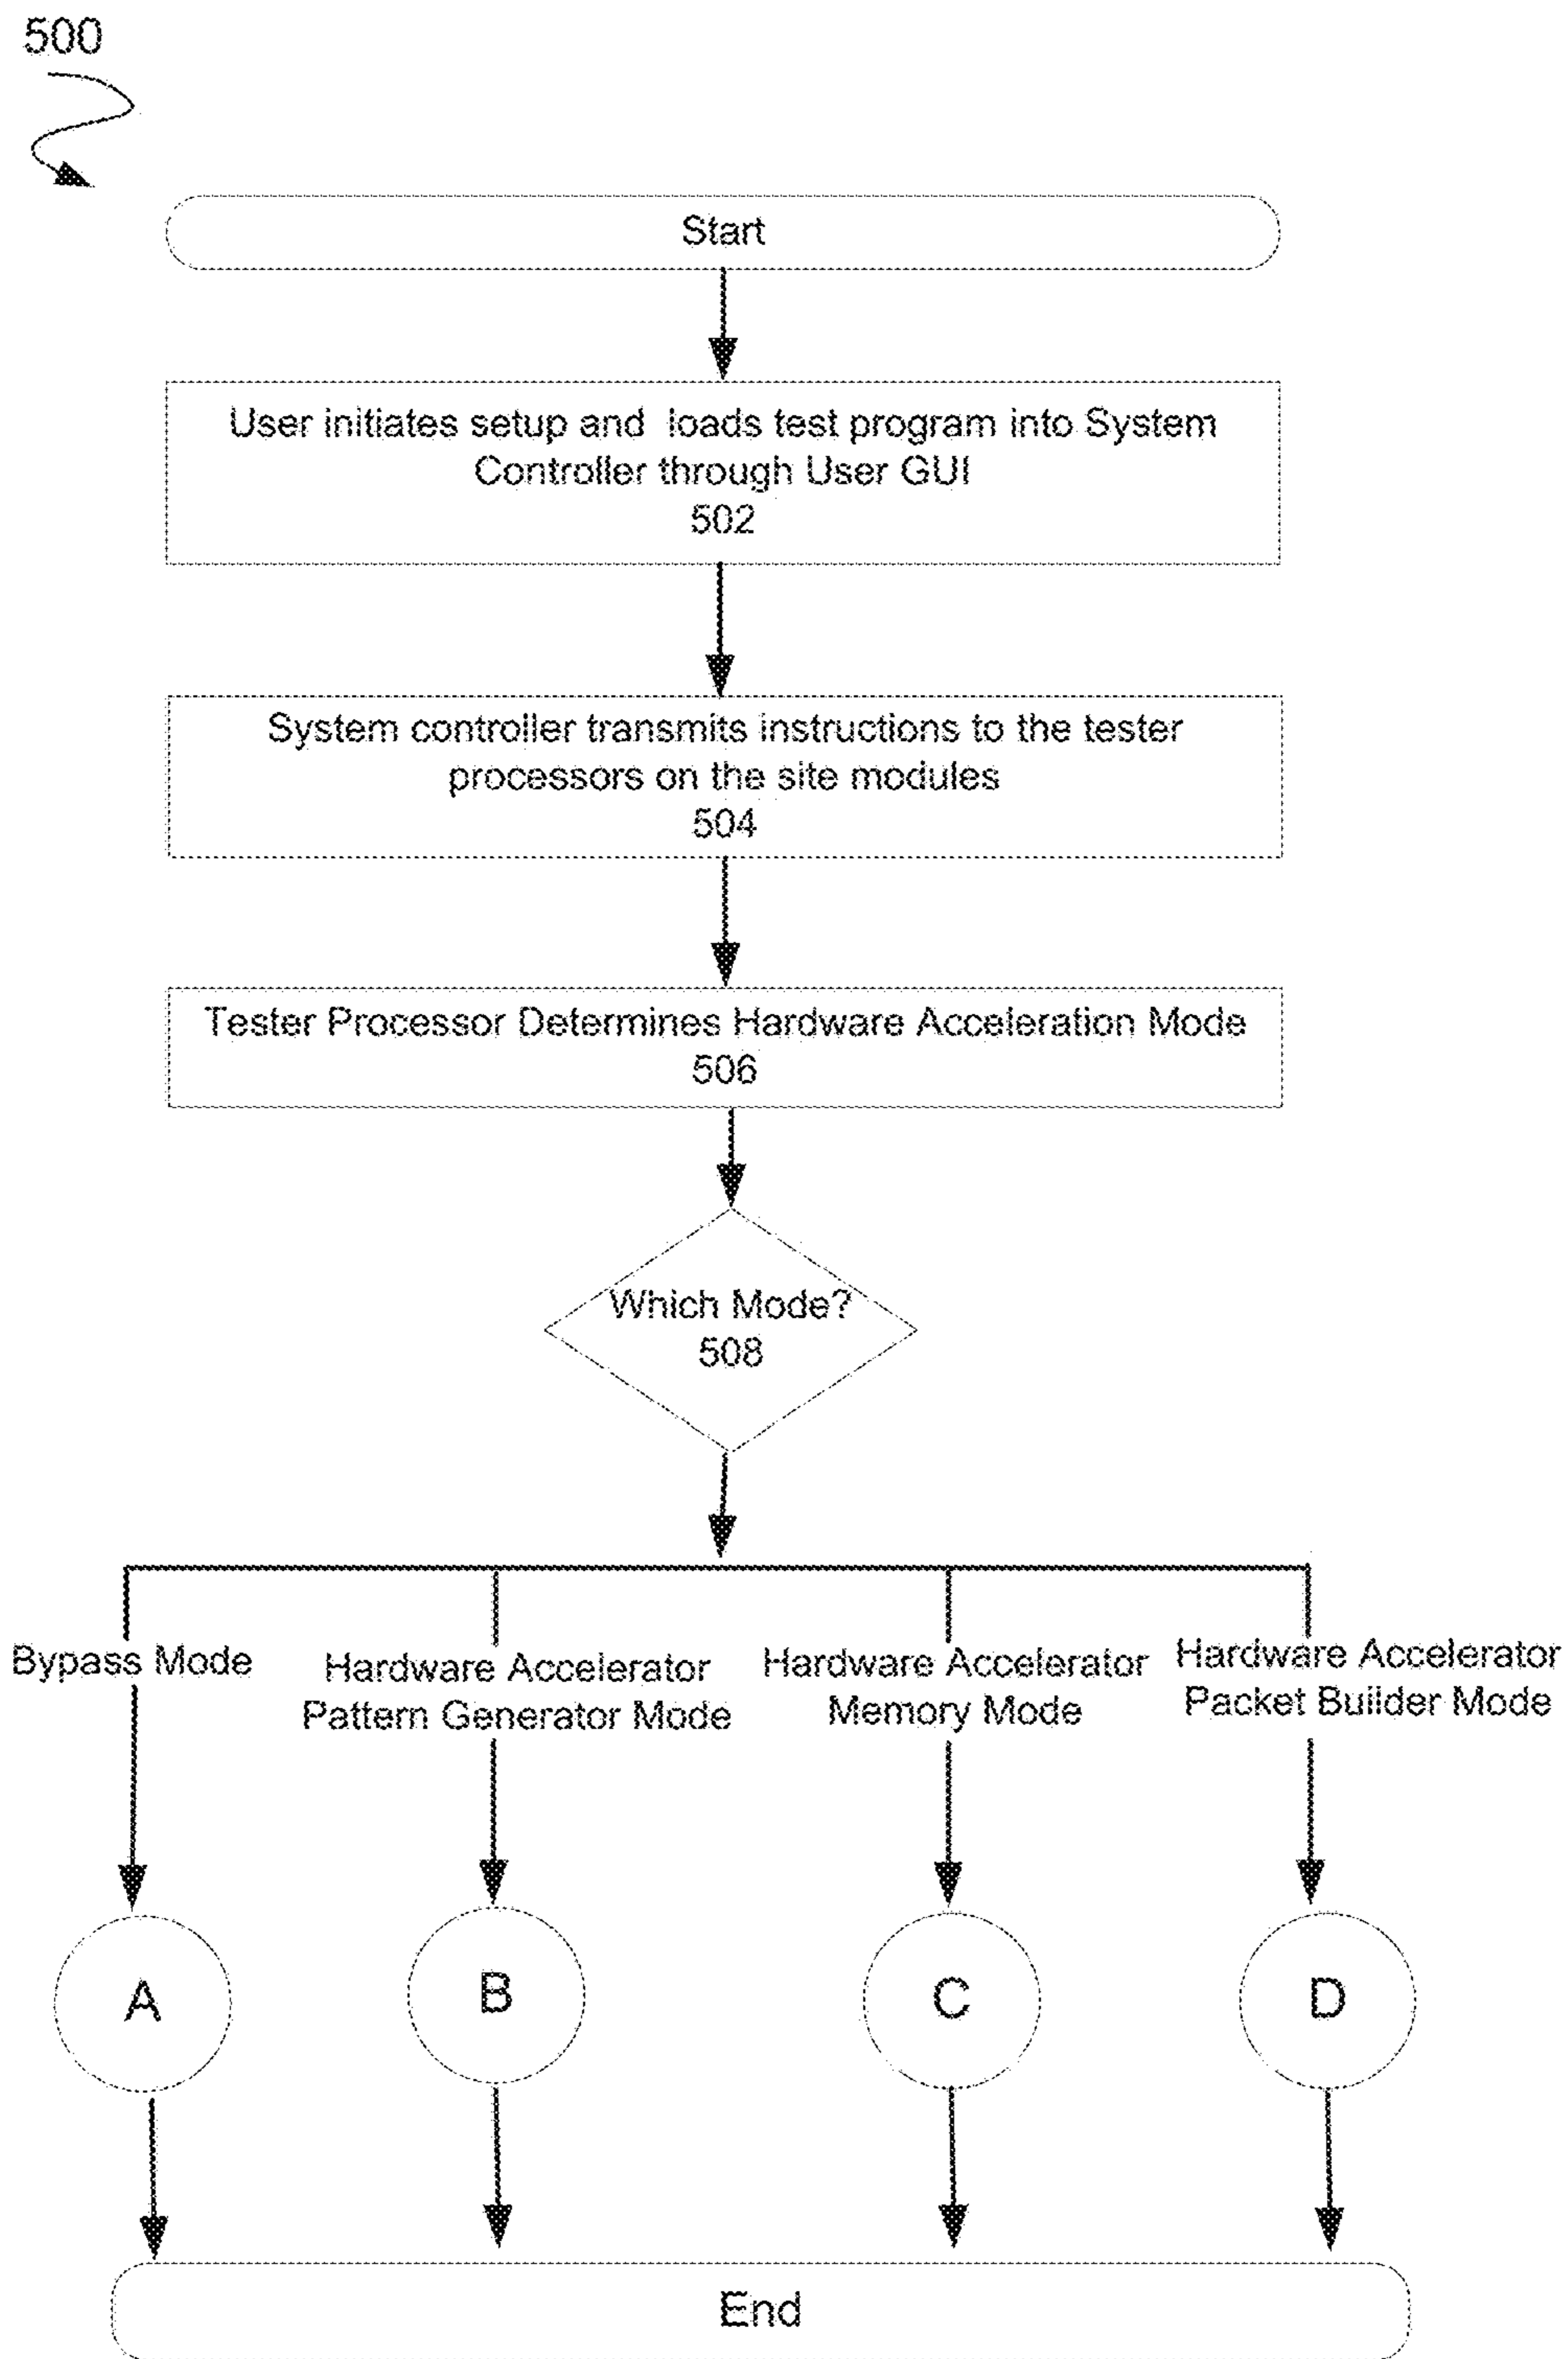 500
Start
User initiates setup and loads test program into System
Controller through User GUI
502
System controller transmits instructions to the tester
processors on the site modules
504
Tester Processor Determines Hardware Acceleration Mode
506
Which Mode?
508
Bypass Mode
Hardware Accelerator
Pattern Generator Mode
Hardware Accelerator
Memory Mode
Hardware Accelerator
Packet Builder Mode
A
B
C
D
End